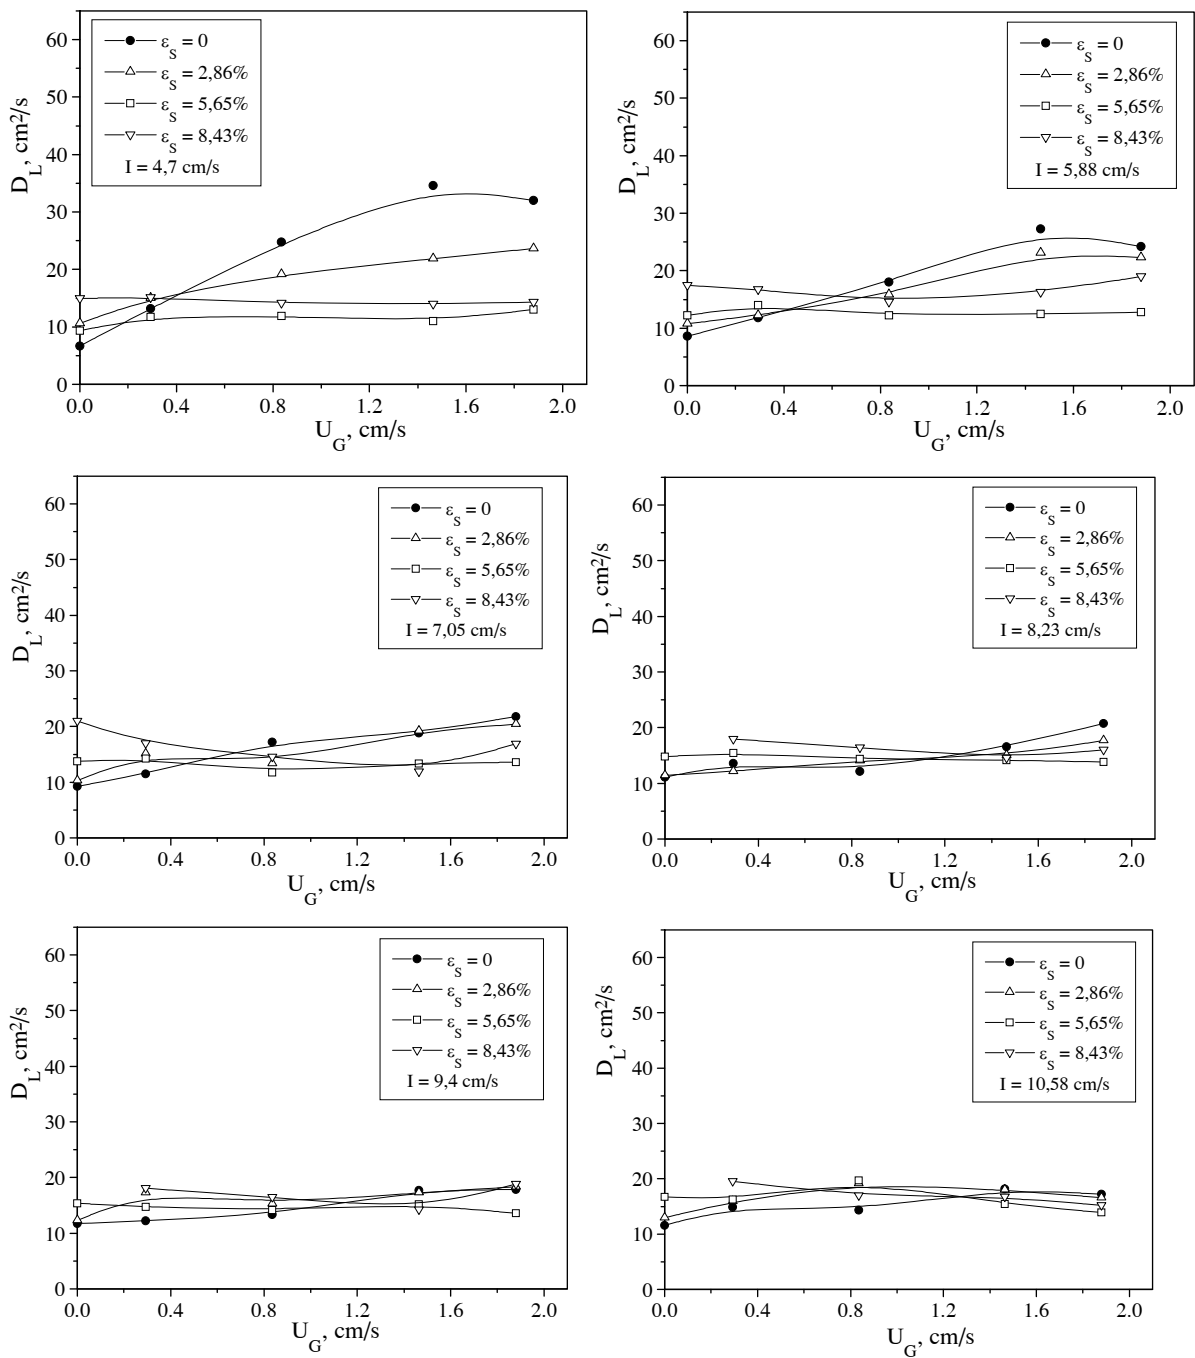 60
50
40
30
20
10
0
D_L, cm²/s
ε_S = 0
ε_S = 2,86%
ε_S = 5,65%
ε_S = 8,43%
I = 4,7 cm/s
0.0 0.4 0.8 1.2 1.6 2.0
U_G, cm/s
60
50
40
30
20
10
0
D_L, cm²/s
ε_S = 0
ε_S = 2,86%
ε_S = 5,65%
ε_S = 8,43%
I = 5,88 cm/s
0.0 0.4 0.8 1.2 1.6 2.0
U_G, cm/s
60
50
40
30
20
10
0
D_L, cm²/s
ε_S = 0
ε_S = 2,86%
ε_S = 5,65%
ε_S = 8,43%
I = 7,05 cm/s
0.0 0.4 0.8 1.2 1.6 2.0
U_G, cm/s
60
50
40
30
20
10
0
D_L, cm²/s
ε_S = 0
ε_S = 2,86%
ε_S = 5,65%
ε_S = 8,43%
I = 8,23 cm/s
0.0 0.4 0.8 1.2 1.6 2.0
U_G, cm/s
60
50
40
30
20
10
0
D_L, cm²/s
ε_S = 0
ε_S = 2,86%
ε_S = 5,65%
ε_S = 8,43%
I = 9,4 cm/s
0.0 0.4 0.8 1.2 1.6 2.0
U_G, cm/s
60
50
40
30
20
10
0
D_L, cm²/s
ε_S = 0
ε_S = 2,86%
ε_S = 5,65%
ε_S = 8,43%
I = 10,58 cm/s
0.0 0.4 0.8 1.2 1.6 2.0
U_G, cm/s